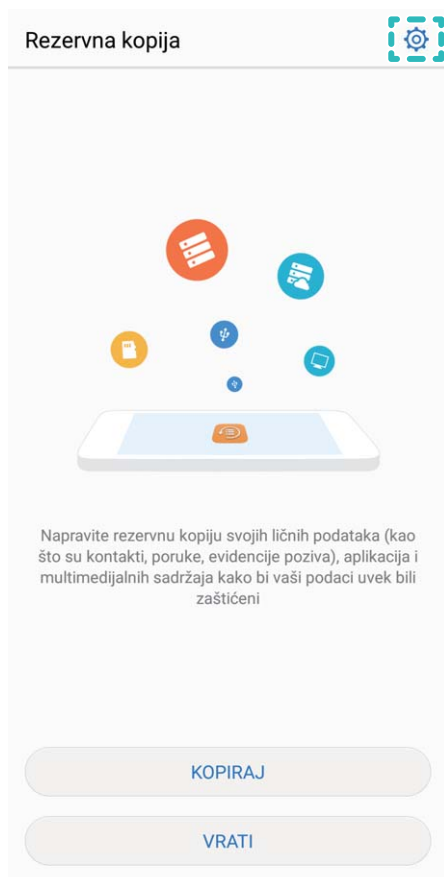 Rezervna kopija
Napravite rezervnu kopiju svojih ličnih podataka (kao
što su kontakti, poruke, evidencije poziva), aplikacija i
multimedijalnih sadržaja kako bi vaši podaci uvek bili
zaštićeni
KOPIRAJ
VRATI